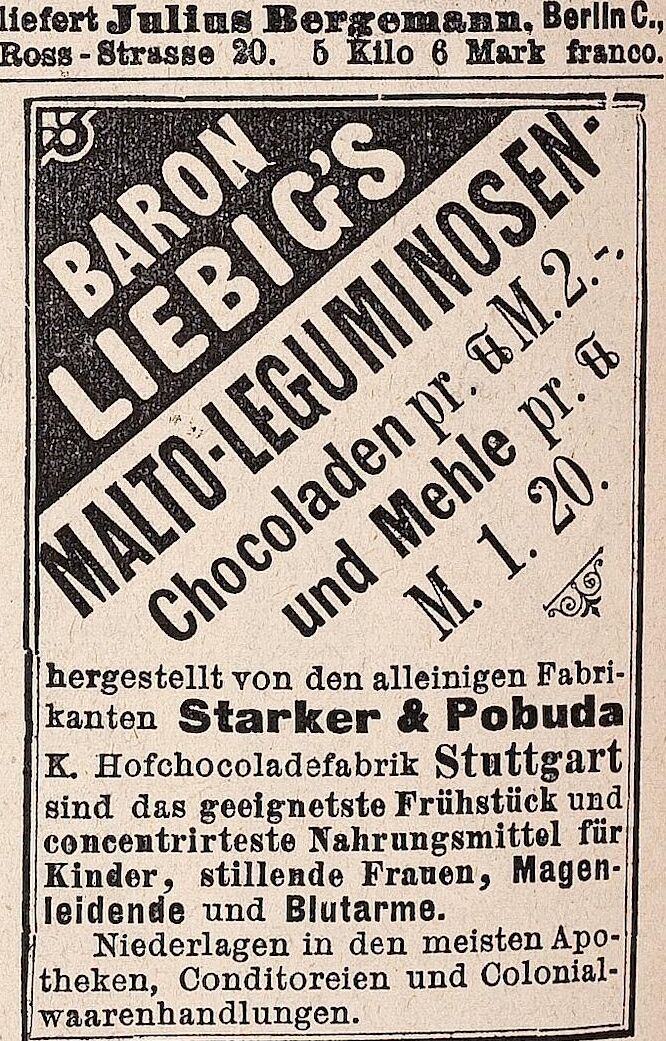 liefert Julius Bergemann, Berlin C.,
Ross-Strasse 20. 5 Kilo 6 Mark franco.
BARON
LIEBIG'S
MALTO-LEGUMINOSEN-
Chocoladen pr. ℔ M. 2.-.
und Mehle pr. ℔
M. 1. 20.
hergestellt von den alleinigen Fabri-
kanten Starker & Pobuda
K. Hofchocoladefabrik Stuttgart
sind das geeignetste Frühstück und
concentrirteste Nahrungsmittel für
Kinder, stillende Frauen, Magen-
leidende und Blutarme.
Niederlagen in den meisten Apo-
theken, Conditoreien und Colonial-
waarenhandlungen.